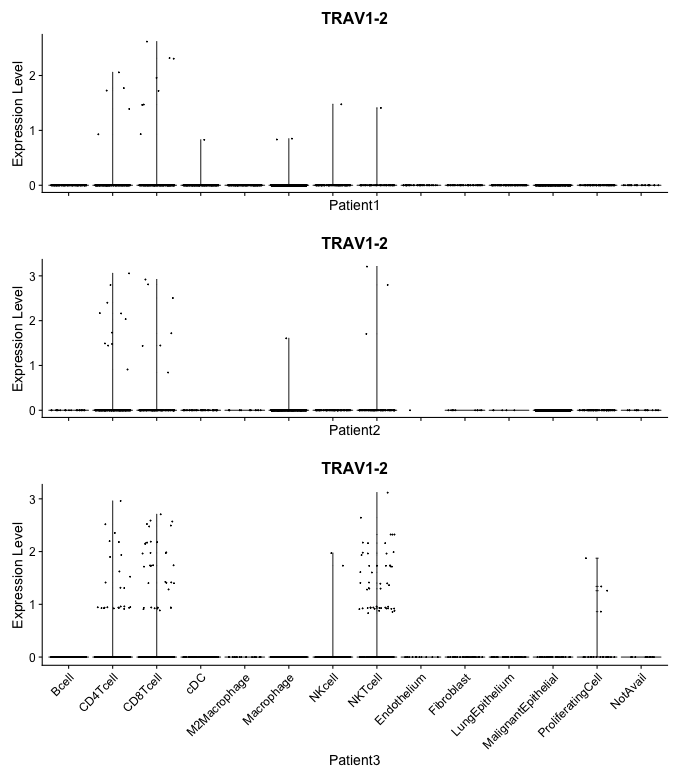 TRAV1-2
Expression Level
2
1
0
Patient1
TRAV1-2
Expression Level
3
2
1
0
Patient2
TRAV1-2
Expression Level
3
2
1
0
Bcell
CD4Tcell
CD8Tcell
cDC
M2Macrophage
Macrophage
NKcell
NKTcell
Endothelium
Fibroblast
LungEpithelium
MalignantEpithelial
ProliferatingCell
NotAvail
Patient3